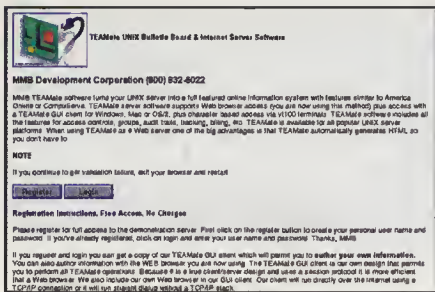 TEAMate UNIX Bulletin Board & Internet Server Software
MMB Development Corporation (800) 832-6022
MMB TEAMate software turns your UNIX server into a full featured online information system with features similar to America
Online or CompuServe. TEAMate server software supports Web browser access (you are now using this method) plus access with
a TEAMate GUI client for Windows, Mac or OS/2, plus character based access via vt100 terminals. TEAMate software includes all
the features for access controls, groups, audit trails, tracking, billing, etc. TEAMate is available for all popular UNIX server
platforms. When using TEAMate as a Web server one of the big advantages is that TEAMate automatically generates HTML so
you don't have to.
NOTE
If you continue to get validation failure, exit your browser and restart
Register Login
Registration Instructions, Free Access, No Charges
Please register for full access to the demonstration server. First click on the register button to create your personal user name and
password. If you're already registered, click on login and enter your user name and password. Thanks, MMB
If you register and login you can get a copy of our TEAMate GUI client which will permit you to author your own information.
You can also author information with the WEB browser you are now using. The TEAMate GUI client is our own design that permits
you to perform all TEAMate operations. Because it is a true client/server design and uses a session protocol it is more efficient
that a Web browser. We also include our own Web browser in our GUI client. Our client will run directly over the Internet using a
TCP/IP connection or it will run straight dialup without a TCP/IP stack.